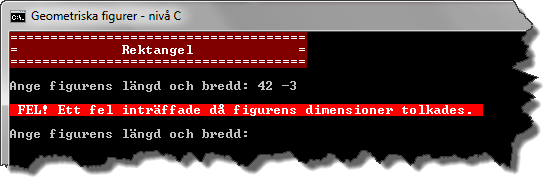 Geometriska figurer - nivå C
===================================
=             Rektangel             =
===================================
Ange figurens längd och bredd: 42 -3
FEL! Ett fel inträffade då figurens dimensioner tolkades.
Ange figurens längd och bredd: